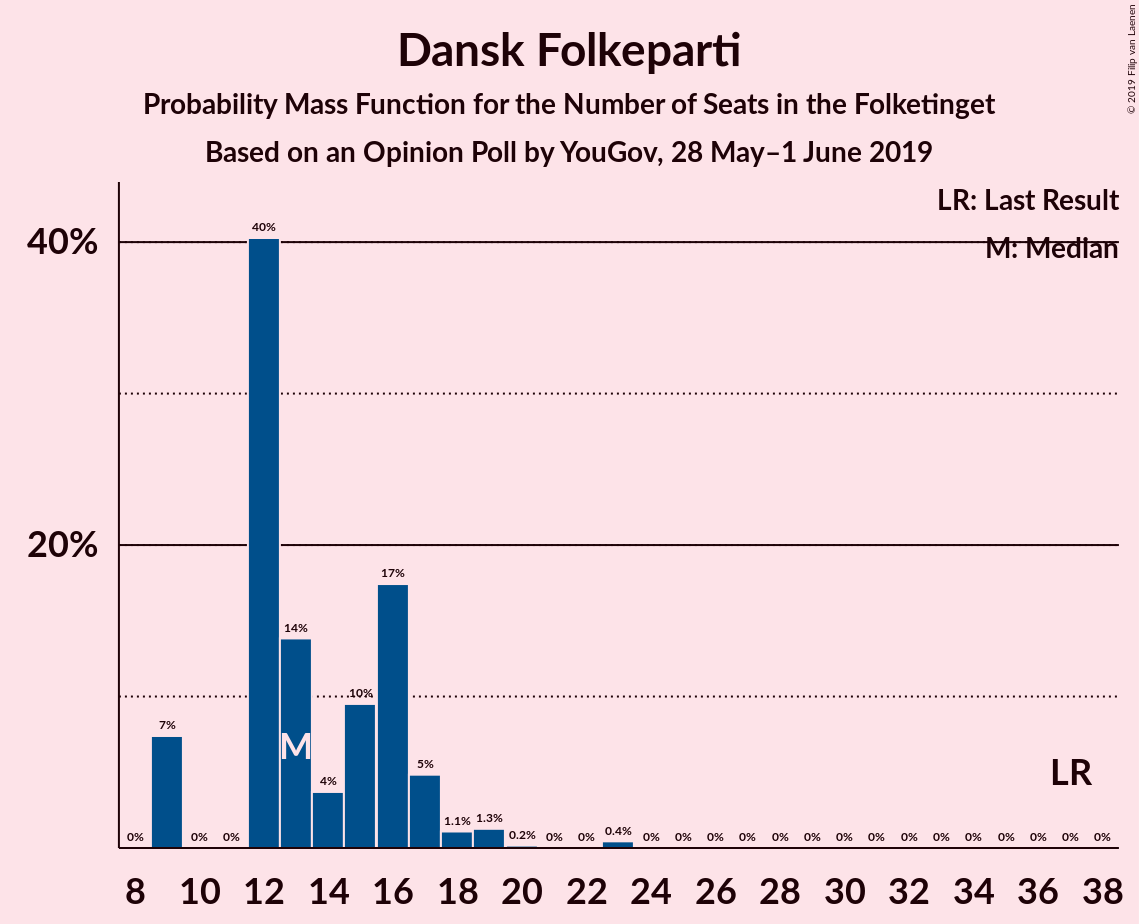 Dansk Folkeparti
Probability Mass Function for the Number of Seats in the Folketinget
Based on an Opinion Poll by YouGov, 28 May–1 June 2019
© 2019 Filip van Laenen
LR: Last Result
M: Median
40%
20%
0% 7% 0% 0% 40% 14% 4% 10% 17% 5% 1.1% 1.3% 0.2% 0% 0% 0.4% 0% 0% 0% 0% 0% 0% 0% 0% 0% 0% 0% 0% 0% 0% 0%
M
LR
8 10 12 14 16 18 20 22 24 26 28 30 32 34 36 38